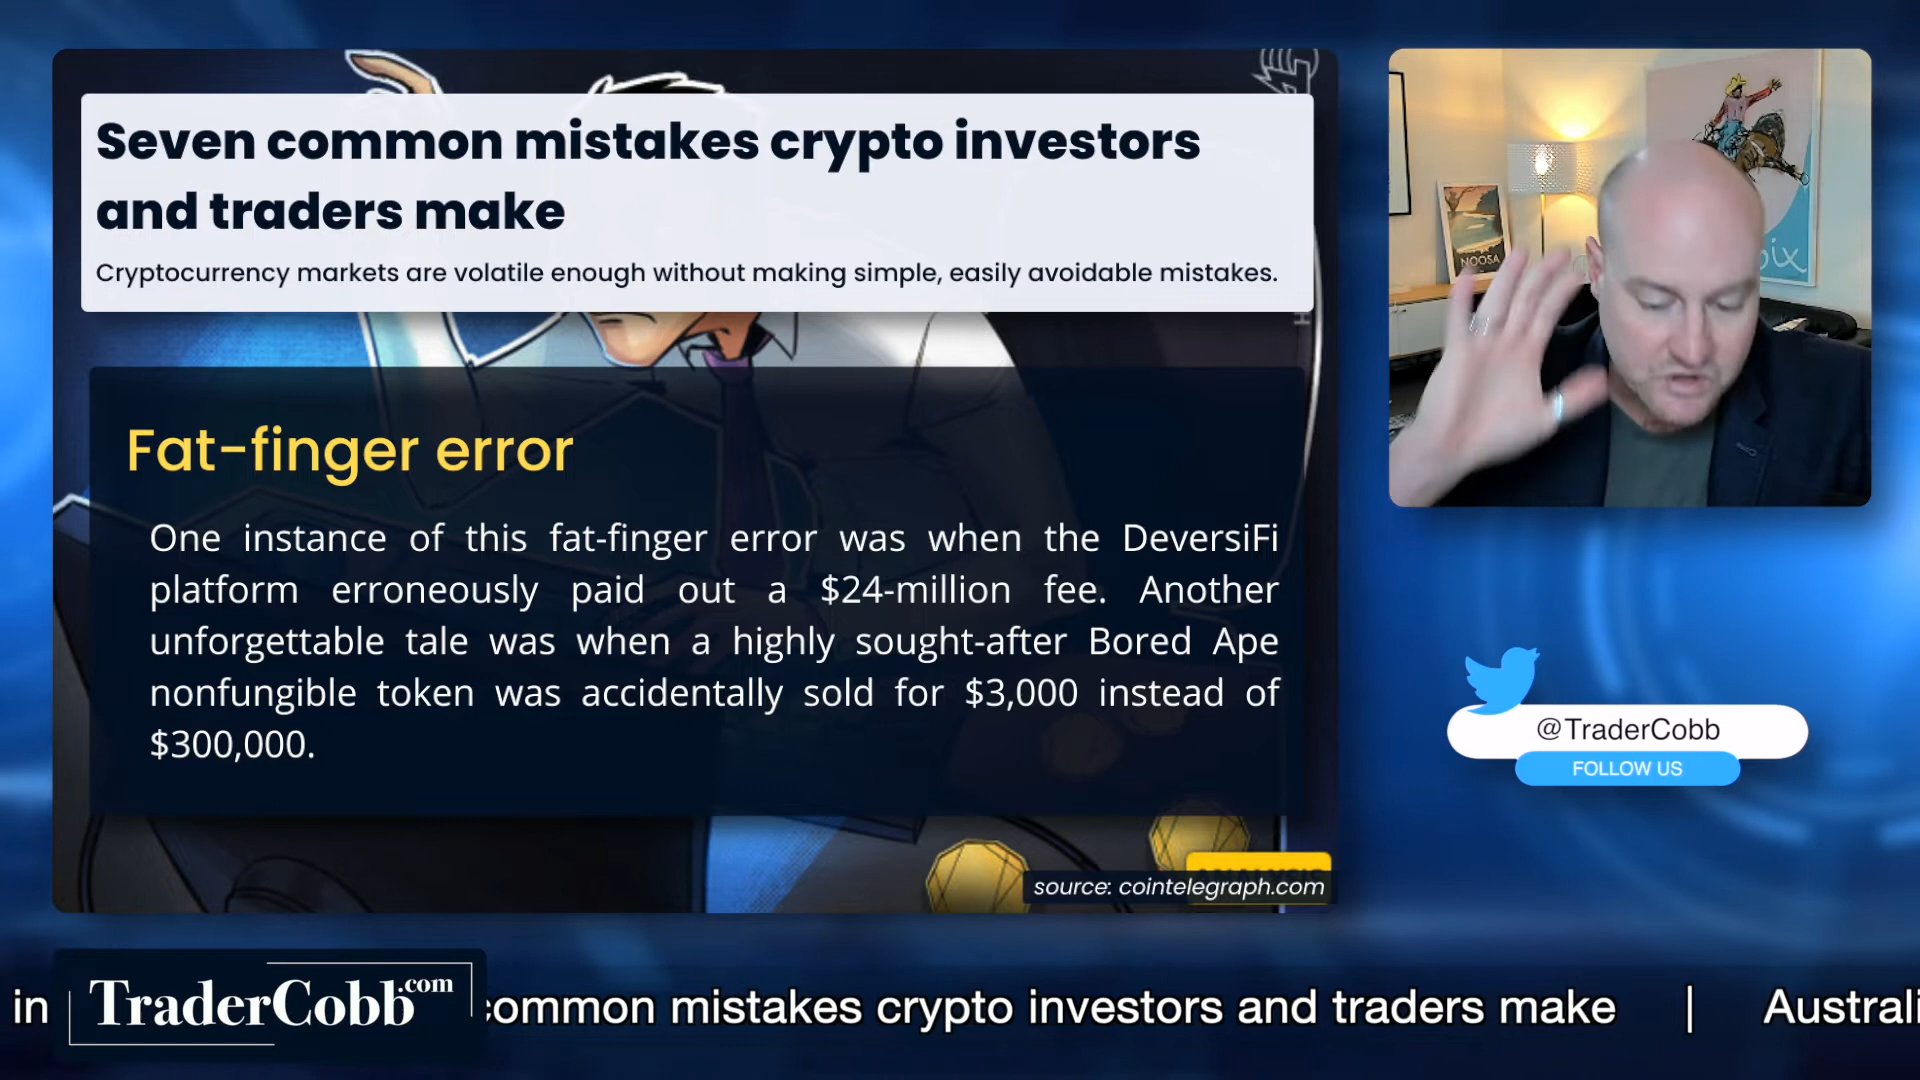 Seven common mistakes crypto investors
and traders make
Cryptocurrency markets are volatile enough without making simple, easily avoidable mistakes.
Fat-finger error
One instance of this fat-finger error was when the DeversiFi
platform erroneously paid out a $24-million fee. Another
unforgettable tale was when a highly sought-after Bored Ape
nonfungible token was accidentally sold for $3,000 instead of
$300,000.
source: cointelegraph.com
NOOSA
@TraderCobb
FOLLOW US
in
TraderCobb.com
common mistakes crypto investors and traders make | Australi